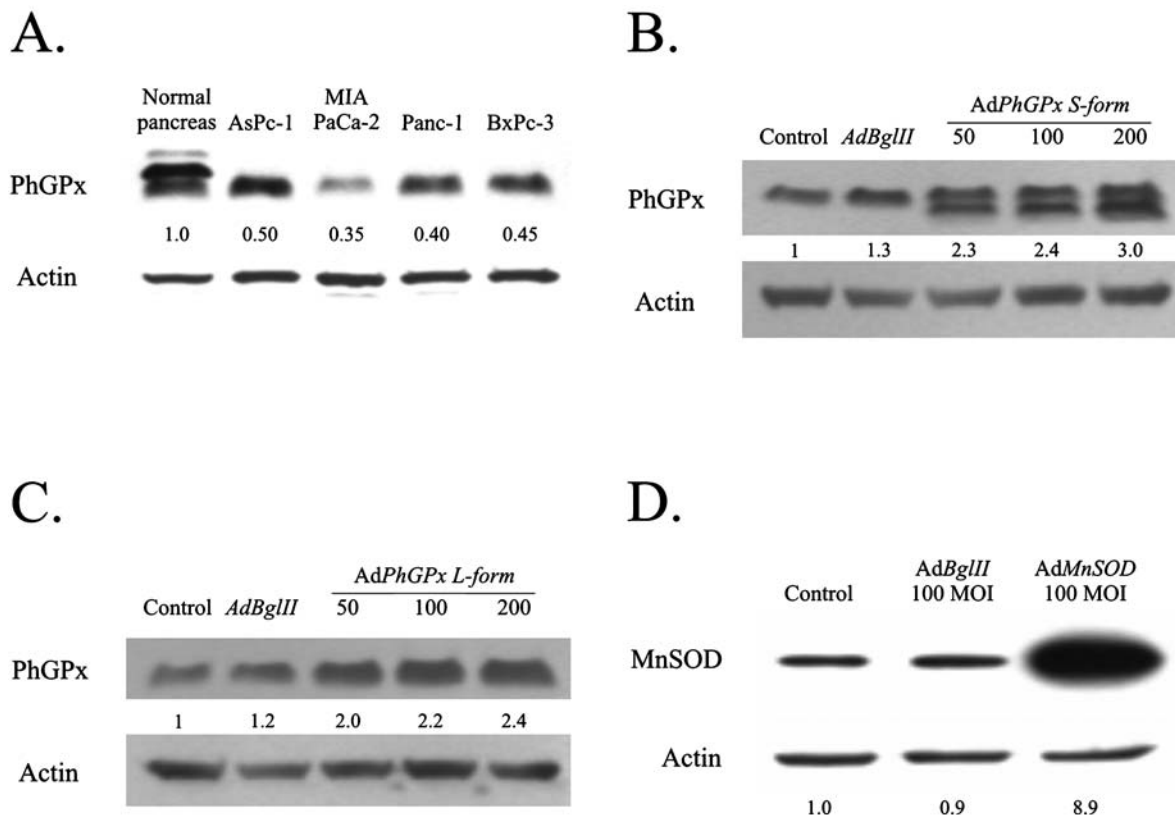 A.
Normal pancreas AsPc-1 MIA PaCa-2 Panc-1 BxPc-3
PhGPx
1.0 0.50 0.35 0.40 0.45
Actin
B.
AdPhGPx S-form
Control AdBglII 50 100 200
PhGPx
1 1.3 2.3 2.4 3.0
Actin
C.
AdPhGPx L-form
Control AdBglII 50 100 200
PhGPx
1 1.2 2.0 2.2 2.4
Actin
D.
Control AdBglII 100 MOI AdMnSOD 100 MOI
MnSOD
Actin
1.0 0.9 8.9